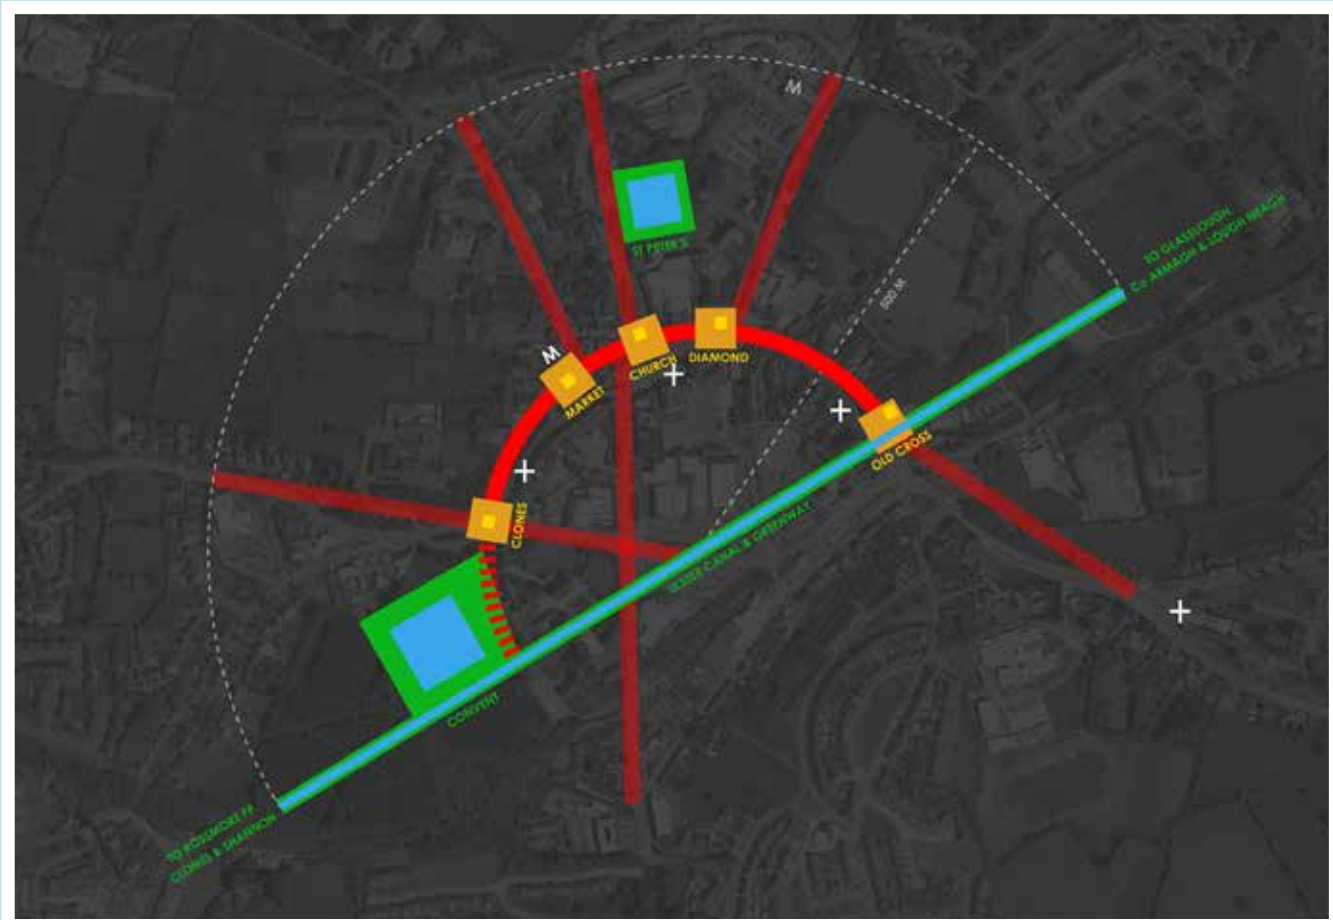 M
ST PETER'S
TO GLASSLOUGH,
Co ARMAGH & LOUGH NEAGH
500 M
M
MARKET
CHURCH
DIAMOND
OLD CROSS
CLONES
ULSTER CANAL & GREENWAY
CONVENT
TO ROSSMORE FP,
CLONES & SHANNON